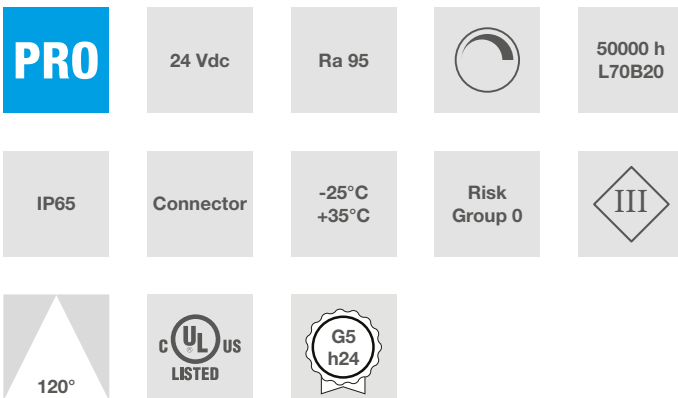 PRO
24 Vdc
Ra 95
50000 h
L70B20
IP65
Connector
-25°C
+35°C
Risk
Group 0
III
120°
C UL US
®
LISTED
G5
h24